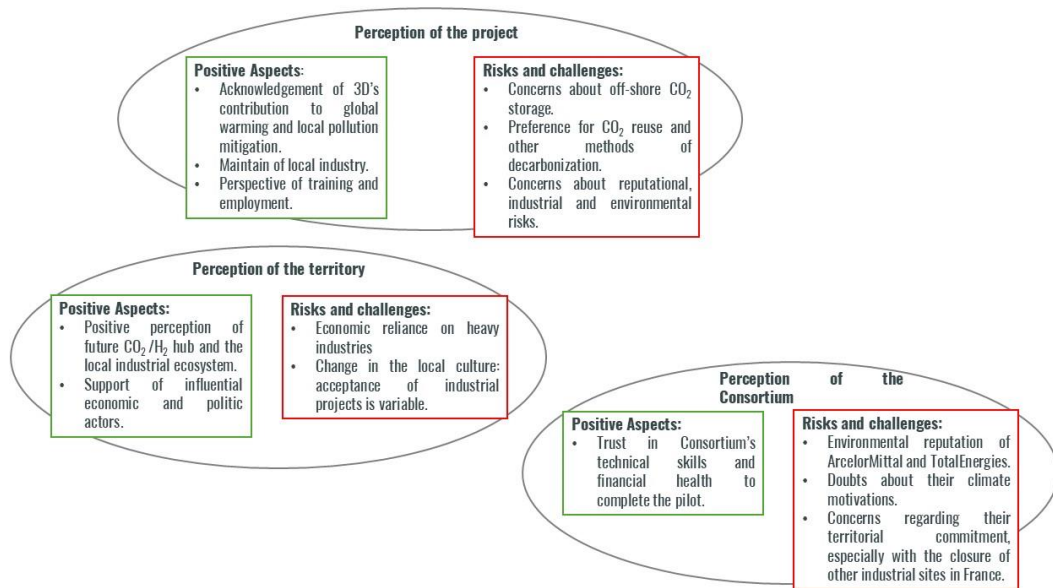 Perception of the project
Positive Aspects:
• Acknowledgement of 3D's
contribution to global
warming and local pollution
mitigation.
• Maintain of local industry.
• Perspective of training and
employment.
Risks and challenges:
• Concerns about off-shore CO₂
storage.
• Preference for CO₂ reuse and
other methods of
decarbonization.
• Concerns about reputational,
industrial and environmental
risks.
Perception of the territory
Positive Aspects:
• Positive perception of
future CO₂/H₂ hub and the
local industrial ecosystem.
• Support of influential
economic and politic
actors.
Risks and challenges:
• Economic reliance on heavy
industries
• Change in the local culture:
acceptance of industrial
projects is variable.
Perception of the
Consortium
Positive Aspects:
• Trust in Consortium's
technical skills and
financial health to
complete the pilot.
Risks and challenges:
• Environmental reputation of
ArcelorMittal and TotalEnergies.
• Doubts about their climate
motivations.
• Concerns regarding their
territorial commitment,
especially with the closure of
other industrial sites in France.